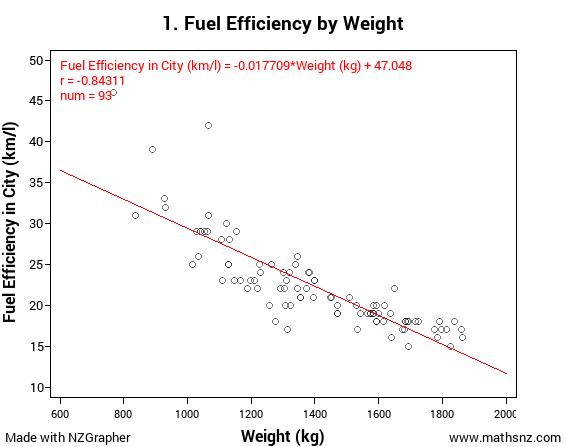 1. Fuel Efficiency by Weight
Fuel Efficiency in City (km/l) = -0.017709*Weight (kg) + 47.048
r = -0.84311
num = 93
Fuel Efficiency in City (km/l)
50
45
40
35
30
25
20
15
10
600
800
1000
1200
1400
1600
1800
2000
Weight (kg)
Made with NZGrapher
www.mathsnz.com